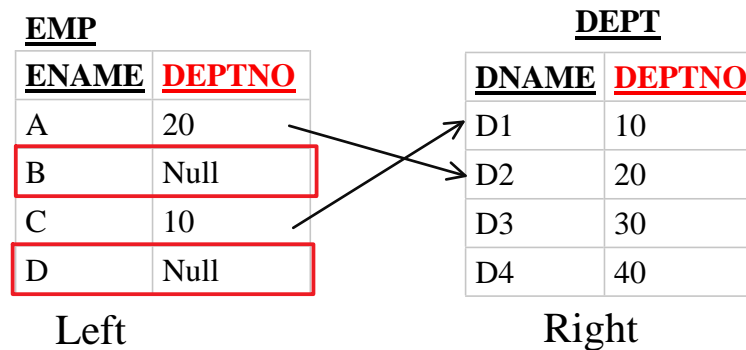 EMP
ENAME DEPTNO
A 20
B Null
C 10
D Null
Left
DEPT
DNAME DEPTNO
D1 10
D2 20
D3 30
D4 40
Right